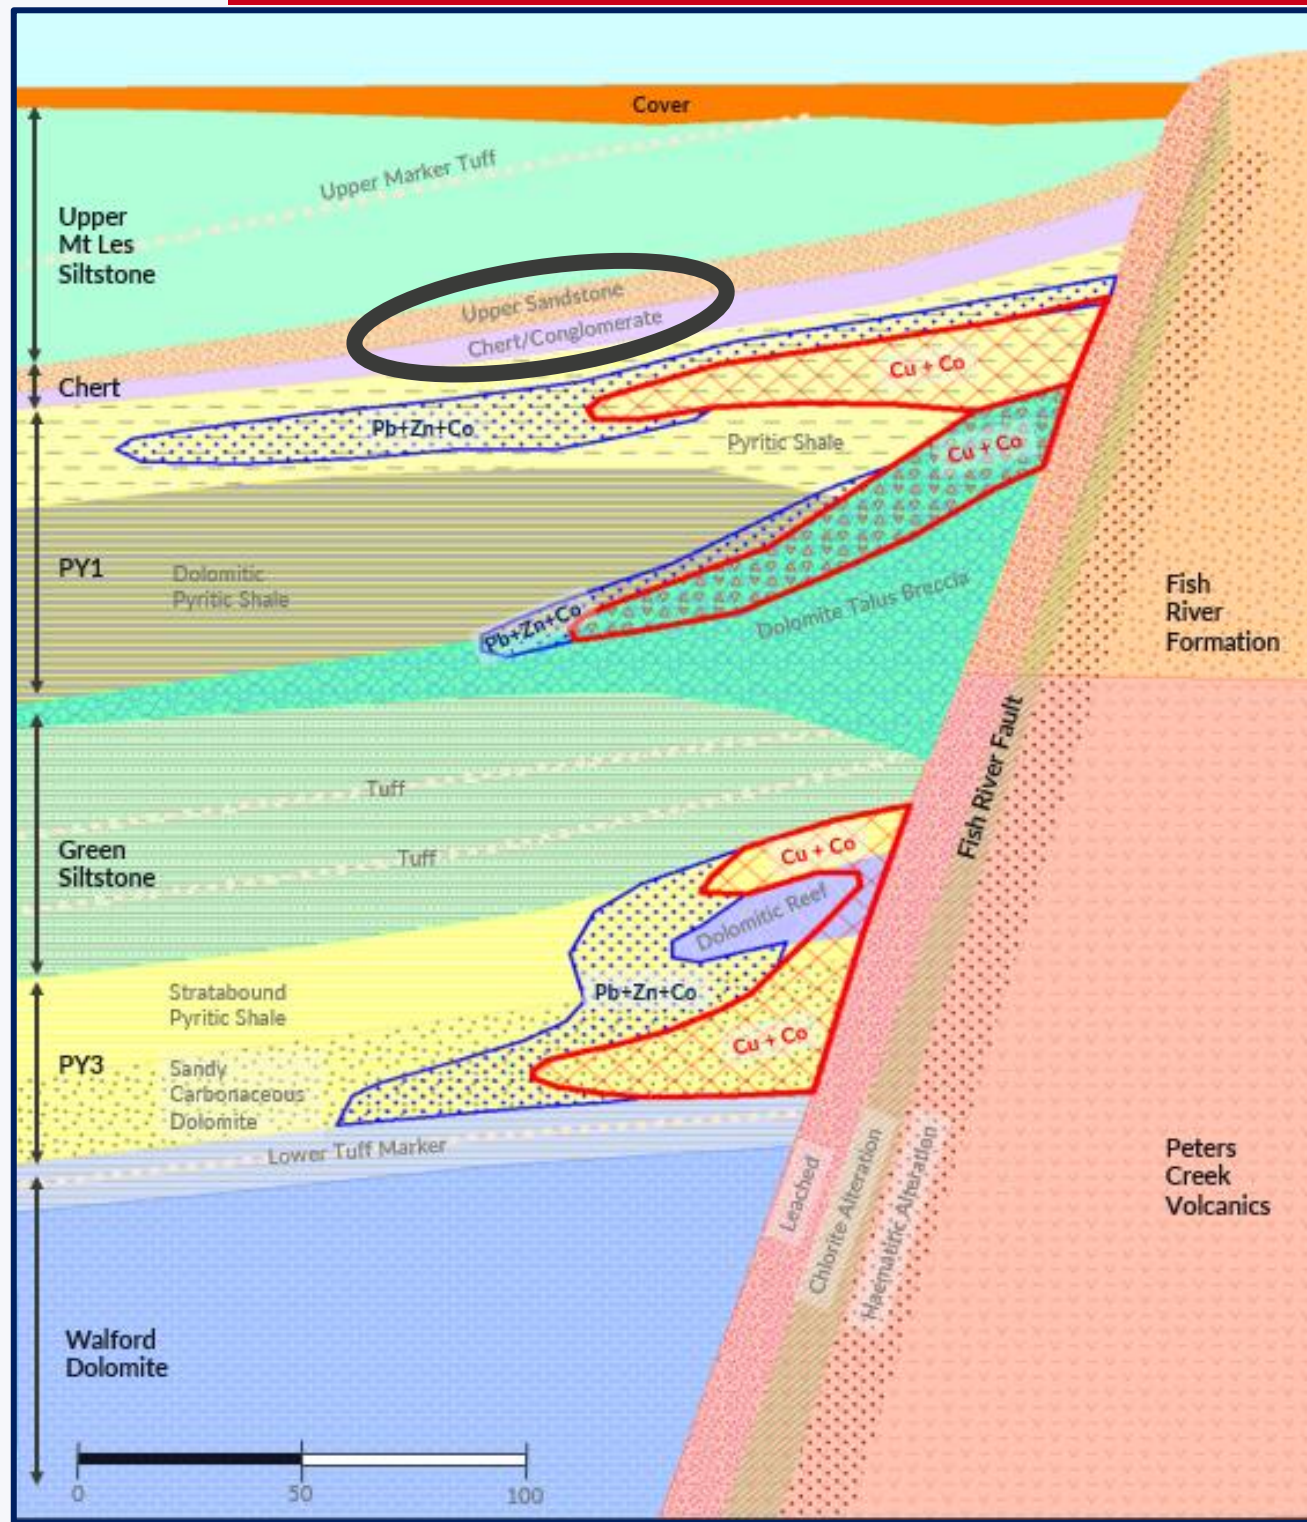 Cover
Upper Marker Tuff
Upper
Mt Les
Siltstone
Upper Sandstone
Chert/Conglomerate
Chert
Cu + Co
Pb+Zn+Co
Pyritic Shale
Cu + Co
PY1
Dolomitic
Pyritic Shale
Pb+Zn+Co
Dolomite Talus Breccia
Fish
River
Formation
Fish River Fault
Tuff
Tuff
Green
Siltstone
Cu + Co
Dolomitic Reef
Stratabound
Pyritic Shale
Pb+Zn+Co
Cu + Co
PY3
Sandy
Carbonaceous
Dolomite
Lower Tuff Marker
Leached
Chlorite Alteration
Haematitic Alteration
Peters
Creek
Volcanics
Walford
Dolomite
0 50 100